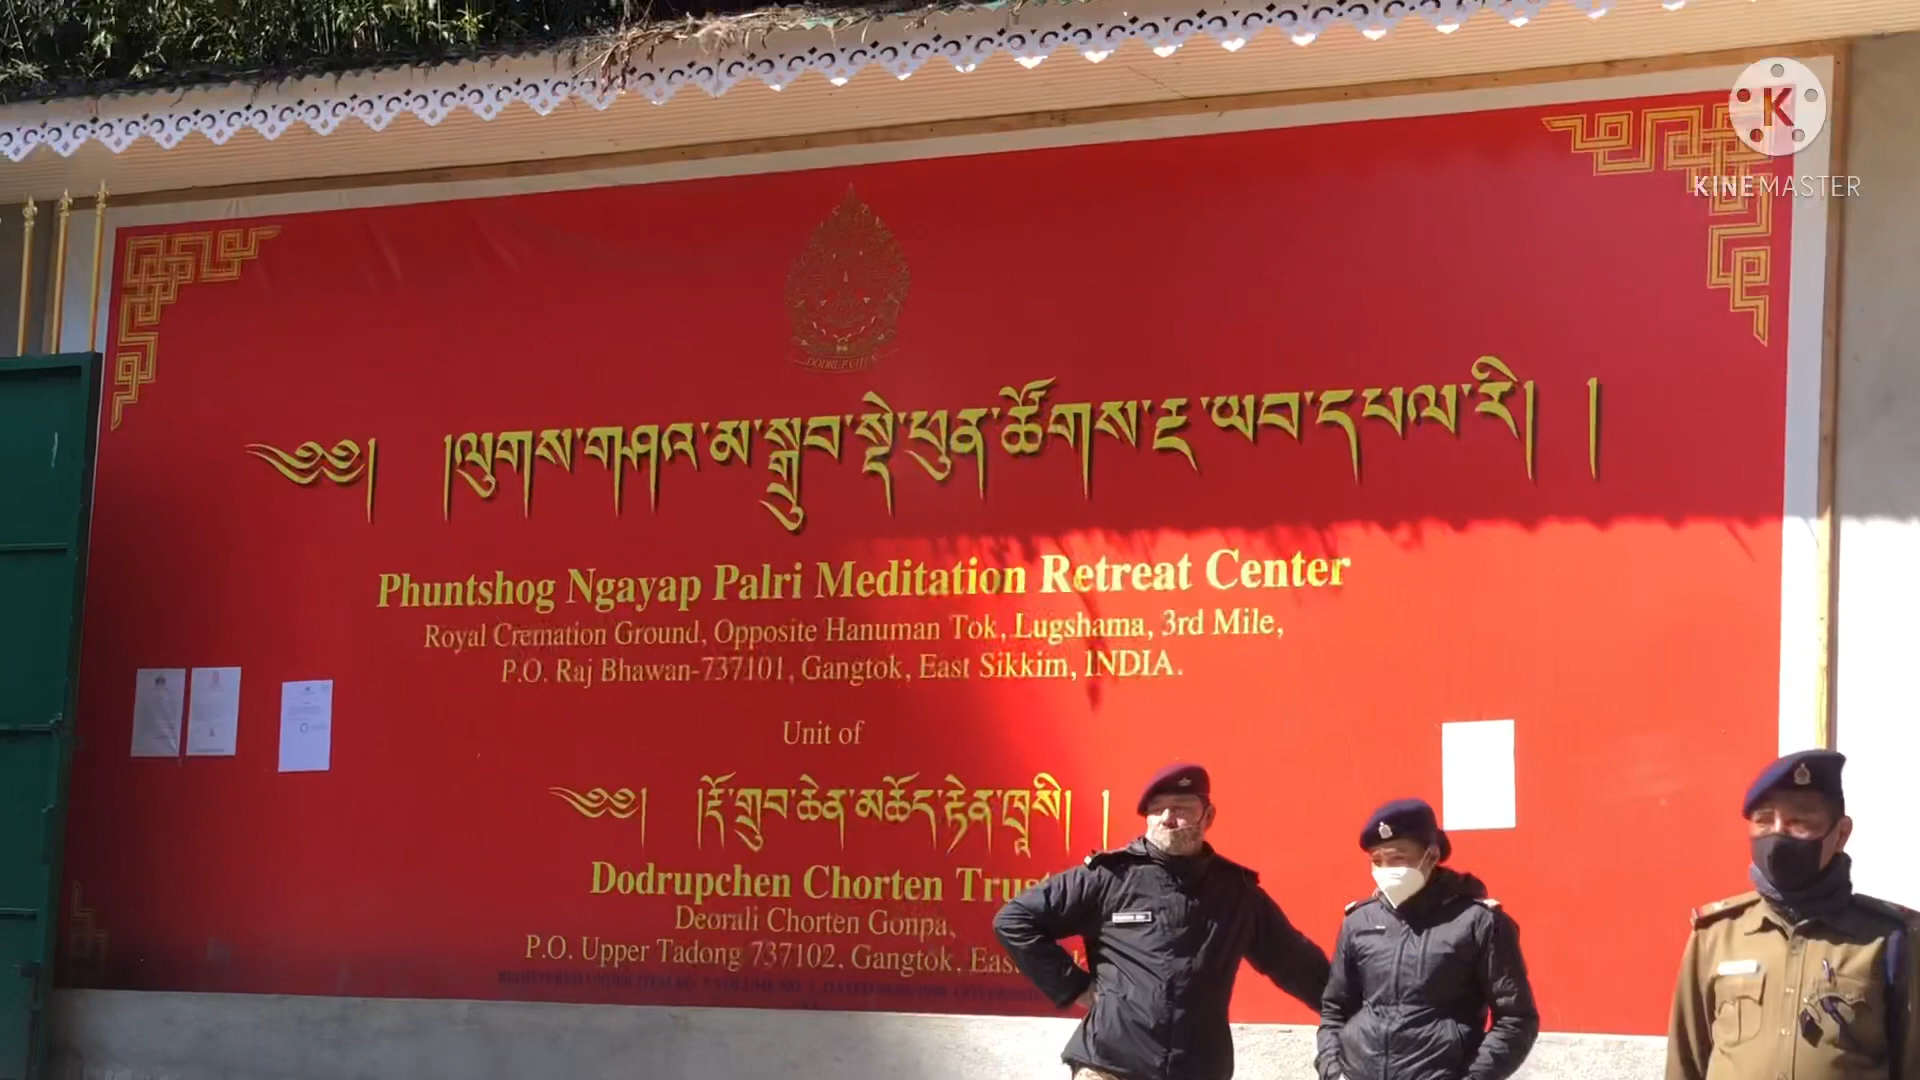 KINEMASTER
༄༅། །ལུགས་གཤའ་མ་སྒྲུབ་སྡེ་ཕུན་ཚོགས་རྔ་ཡབ་དཔལ་རི། །
Phuntshog Ngayap Palri Meditation Retreat Center
Royal Cremation Ground, Opposite Hanuman Tok, Lugshama, 3rd Mile,
P.O. Raj Bhawan-737101, Gangtok, East Sikkim, INDIA.
Unit of
༄༅། །རྡོ་གྲུབ་ཆེན་མཆོད་རྟེན་ཁྲུསི། །
Dodrupchen Chorten Trust
Deorali Chorten Gonpa,
P.O. Upper Tadong 737102, Gangtok, East